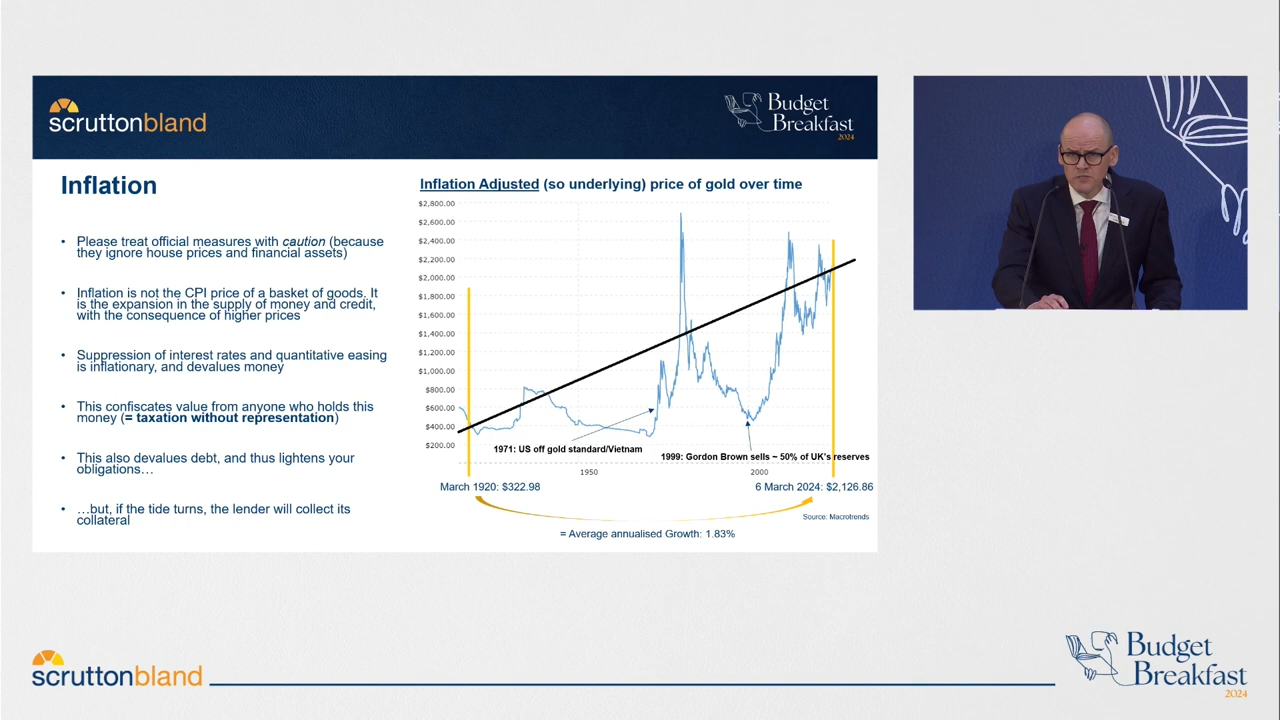 scruttonbland
Budget
Breakfast
2024
Inflation
• Please treat official measures with caution (because
they ignore house prices and financial assets)
• Inflation is not the CPI price of a basket of goods. It
is the expansion in the supply of money and credit,
with the consequence of higher prices
• Suppression of interest rates and quantitative easing
is inflationary, and devalues money
• This confiscates value from anyone who holds this
money (= taxation without representation)
• This also devalues debt, and thus lightens your
obligations…
• …but, if the tide turns, the lender will collect its
collateral
Inflation Adjusted (so underlying) price of gold over time
$2,800.00
$2,600.00
$2,400.00
$2,200.00
$2,000.00
$1,800.00
$1,600.00
$1,400.00
$1,200.00
$1,000.00
$800.00
$600.00
$400.00
$200.00
1971: US off gold standard/Vietnam
1999: Gordon Brown sells ~ 50% of UK's reserves
1950
2000
March 1920: $322.98
6 March 2024: $2,126.86
Source: Macrotrends
= Average annualised Growth: 1.83%
scruttonbland
Budget
Breakfast
2024